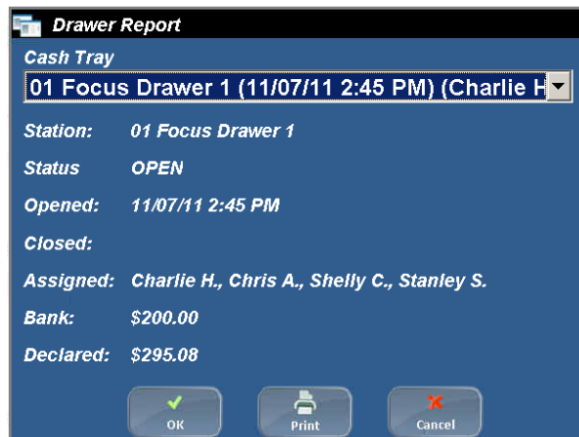 Drawer Report
Cash Tray
01 Focus Drawer 1 (11/07/11 2:45 PM) (Charlie H
Station: 01 Focus Drawer 1
Status OPEN
Opened: 11/07/11 2:45 PM
Closed:
Assigned: Charlie H., Chris A., Shelly C., Stanley S.
Bank: $200.00
Declared: $295.08
OK Print Cancel